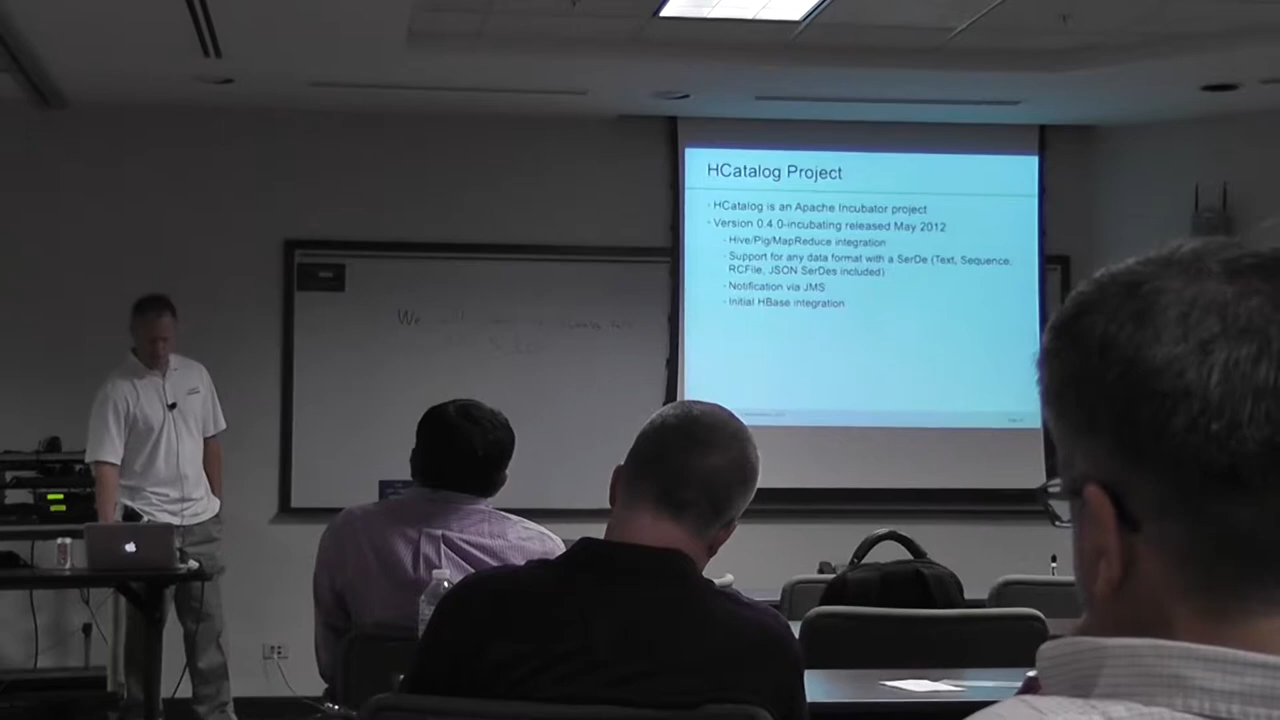 HCatalog Project
HCatalog is an Apache Incubator project
Version 0.4.0-incubating released May 2012
Hive/Pig/MapReduce integration
Support for any data format with a SerDe (Text, Sequence,
RCFile, JSON SerDes included)
Notification via JMS
Initial HBase integration
We